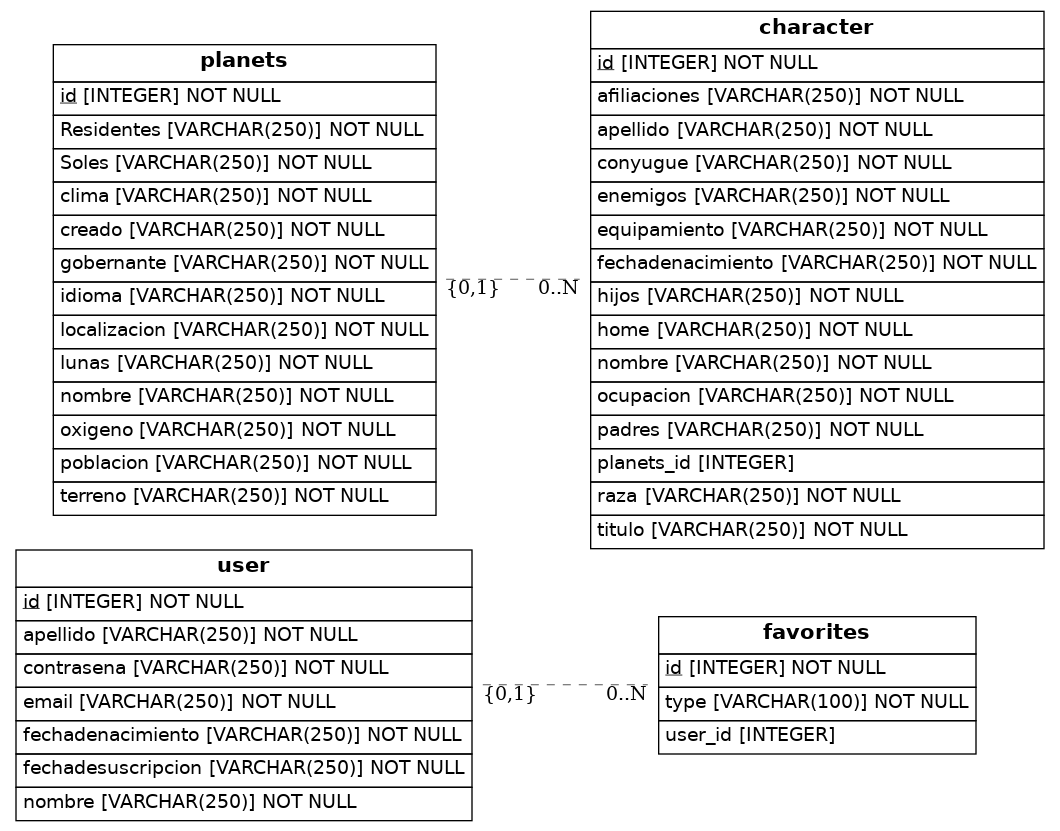 planets
id [INTEGER] NOT NULL
Residentes [VARCHAR(250)] NOT NULL
Soles [VARCHAR(250)] NOT NULL
clima [VARCHAR(250)] NOT NULL
creado [VARCHAR(250)] NOT NULL
gobernante [VARCHAR(250)] NOT NULL
idioma [VARCHAR(250)] NOT NULL
localizacion [VARCHAR(250)] NOT NULL
lunas [VARCHAR(250)] NOT NULL
nombre [VARCHAR(250)] NOT NULL
oxigeno [VARCHAR(250)] NOT NULL
poblacion [VARCHAR(250)] NOT NULL
terreno [VARCHAR(250)] NOT NULL
{0,1} 0..N
character
id [INTEGER] NOT NULL
afiliaciones [VARCHAR(250)] NOT NULL
apellido [VARCHAR(250)] NOT NULL
conyugue [VARCHAR(250)] NOT NULL
enemigos [VARCHAR(250)] NOT NULL
equipamiento [VARCHAR(250)] NOT NULL
fechadenacimiento [VARCHAR(250)] NOT NULL
hijos [VARCHAR(250)] NOT NULL
home [VARCHAR(250)] NOT NULL
nombre [VARCHAR(250)] NOT NULL
ocupacion [VARCHAR(250)] NOT NULL
padres [VARCHAR(250)] NOT NULL
planets_id [INTEGER]
raza [VARCHAR(250)] NOT NULL
titulo [VARCHAR(250)] NOT NULL
user
id [INTEGER] NOT NULL
apellido [VARCHAR(250)] NOT NULL
contrasena [VARCHAR(250)] NOT NULL
email [VARCHAR(250)] NOT NULL
fechadenacimiento [VARCHAR(250)] NOT NULL
fechadesuscripcion [VARCHAR(250)] NOT NULL
nombre [VARCHAR(250)] NOT NULL
{0,1} 0..N
favorites
id [INTEGER] NOT NULL
type [VARCHAR(100)] NOT NULL
user_id [INTEGER]